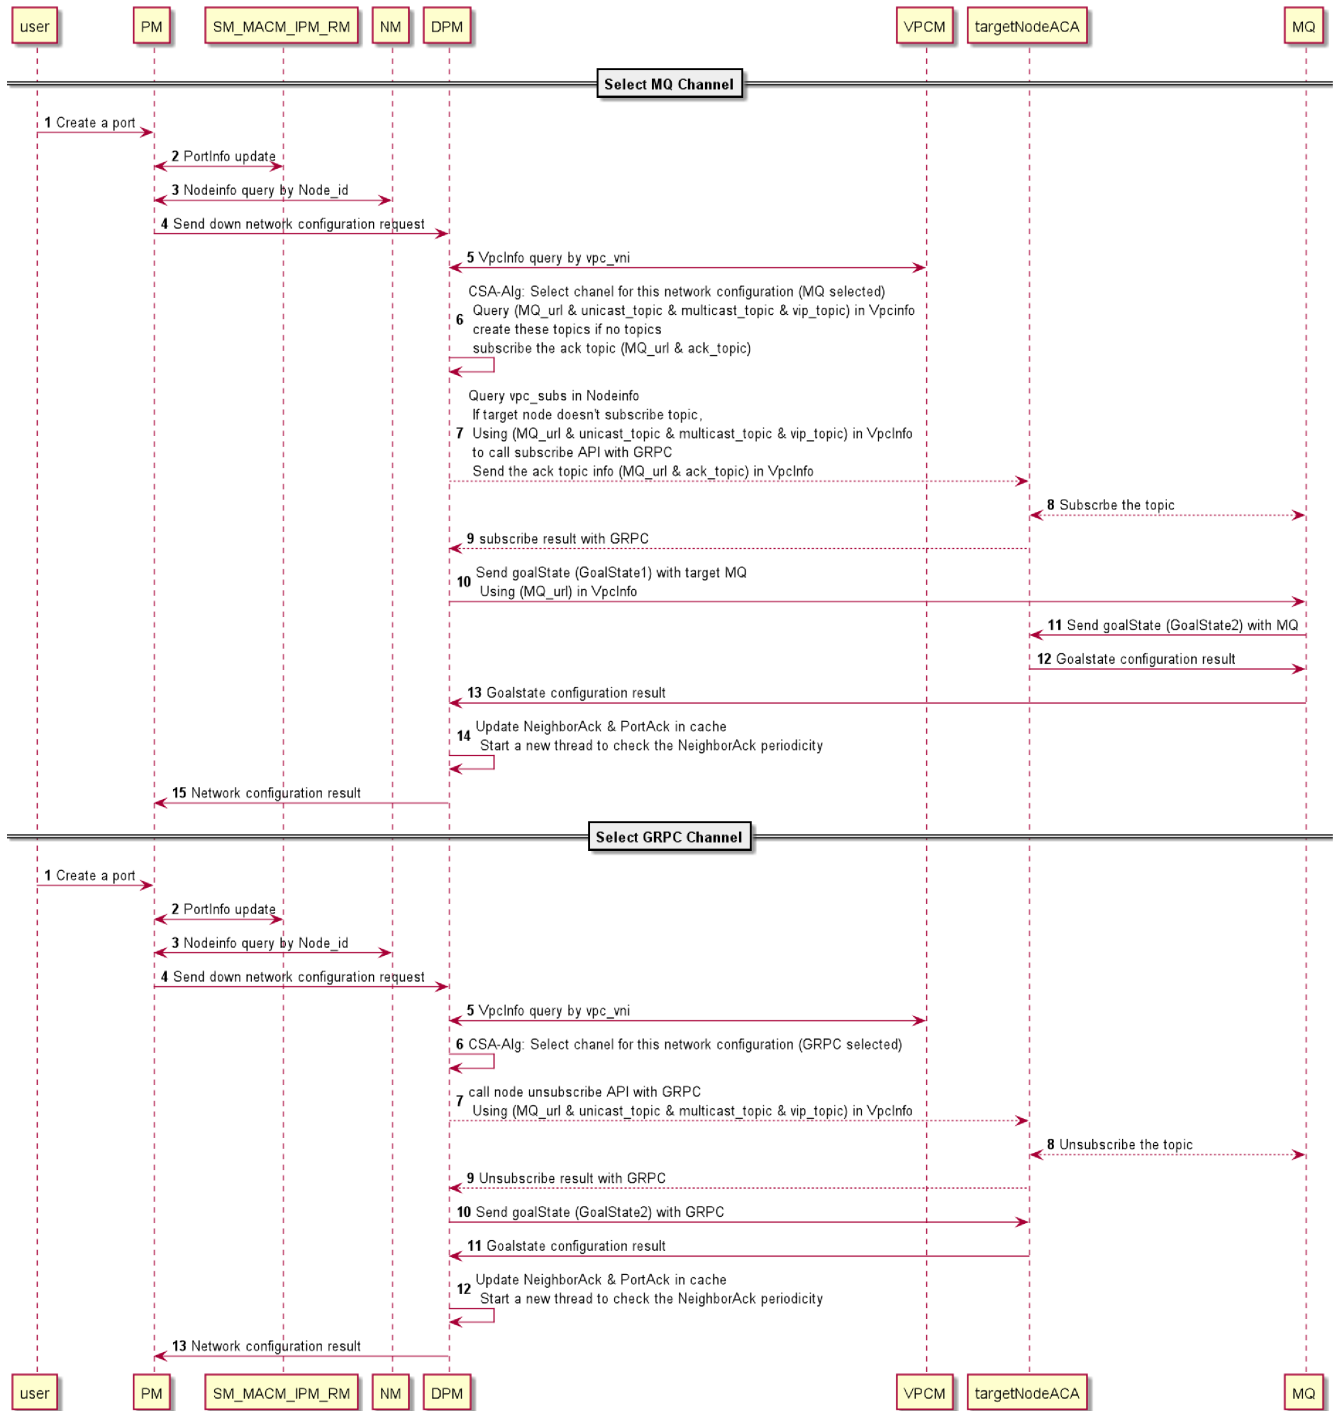 user PM SM_MACM_IPM_RM NM DPM VPCM targetNodeACA MQ
Select MQ Channel
1 Create a port
2 PortInfo update
3 Nodeinfo query by Node_id
4 Send down network configuration request
5 VpcInfo query by vpc_vni
CSA-Alg: Select chanel for this network configuration (MQ selected)
Query (MQ_url & unicast_topic & multicast_topic & vip_topic) in Vpcinfo
6
create these topics if no topics
subscribe the ack topic (MQ_url & ack_topic)
Query vpc_subs in Nodeinfo
If target node doesn't subscribe topic,
7 Using (MQ_url & unicast_topic & multicast_topic & vip_topic) in VpcInfo
to call subscribe API with GRPC
Send the ack topic info (MQ_url & ack_topic) in VpcInfo
8 Subscrbe the topic
9 subscribe result with GRPC
10 Send goalState (GoalState1) with target MQ
Using (MQ_url) in VpcInfo
11 Send goalState (GoalState2) with MQ
12 Goalstate configuration result
13 Goalstate configuration result
14 Update NeighborAck & PortAck in cache
Start a new thread to check the NeighborAck periodicity
15 Network configuration result
Select GRPC Channel
1 Create a port
2 PortInfo update
3 Nodeinfo query by Node_id
4 Send down network configuration request
5 VpcInfo query by vpc_vni
6 CSA-Alg: Select chanel for this network configuration (GRPC selected)
7 call node unsubscribe API with GRPC
Using (MQ_url & unicast_topic & multicast_topic & vip_topic) in VpcInfo
8 Unsubscribe the topic
9 Unsubscribe result with GRPC
10 Send goalState (GoalState2) with GRPC
11 Goalstate configuration result
12 Update NeighborAck & PortAck in cache
Start a new thread to check the NeighborAck periodicity
13 Network configuration result
user PM SM_MACM_IPM_RM NM DPM VPCM targetNodeACA MQ